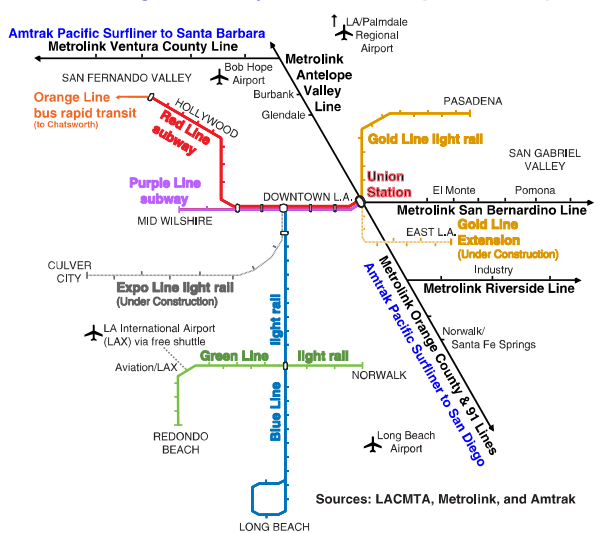 LA/Palmdale
Regional
Airport
Amtrak Pacific Surfliner to Santa Barbara
Metrolink Ventura County Line
Metrolink
Antelope
Valley
Line
SAN FERNANDO VALLEY
Bob Hope
Airport
Burbank
Glendale
Orange Line
bus rapid transit
(to Chatsworth)
HOLLYWOOD
Red Line
subway
PASADENA
Gold Line light rail
SAN GABRIEL
VALLEY
Purple Line
subway
Union
Station
DOWNTOWN L.A.
El Monte
Pomona
MID WILSHIRE
Metrolink San Bernardino Line
EAST L.A.
Gold Line
Extension
(Under Construction)
CULVER
CITY
Expo Line light rail
(Under Construction)
Industry
Metrolink Riverside Line
Metrolink Orange County & 91 Lines
Amtrak Pacific Surfliner to San Diego
LA International Airport
(LAX) via free shuttle
Norwalk/
Santa Fe Springs
Aviation/LAX
Green Line light rail
NORWALK
Blue Line light rail
REDONDO
BEACH
Long Beach
Airport
Sources: LACMTA, Metrolink, and Amtrak
LONG BEACH